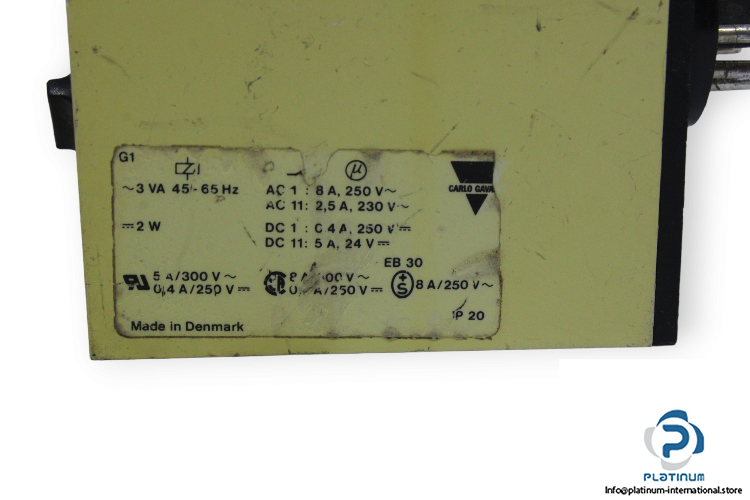 G1
~3 VA 45 - 65 Hz
AC 1 : 8 A, 250 V~
AC 11: 2,5 A, 230 V~
CARLO GAVA
2 W
DC 1 : 0,4 A, 250 V
DC 11: 5 A, 24 V
EB 30
5 A/300 V~
0,4 A/250 V
8 A/250 V~
IP 20
Made in Denmark
PLATINUM
Info@platinum-international.store